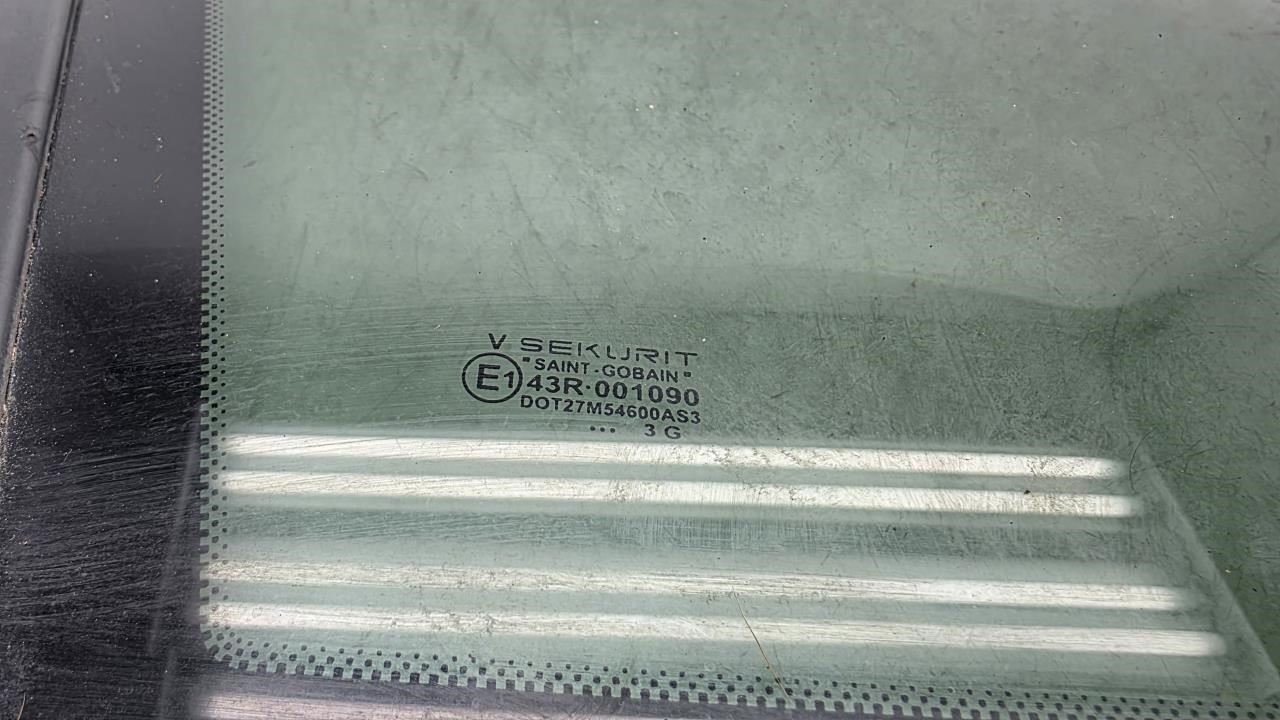 V SEKURIT
"SAINT-GOBAIN"
E1 43R·001090
DOT27M54600AS3
... 3 G